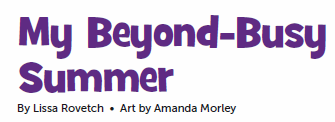 My Beyond-Busy
Summer
By Lissa Rovetch • Art by Amanda Morley